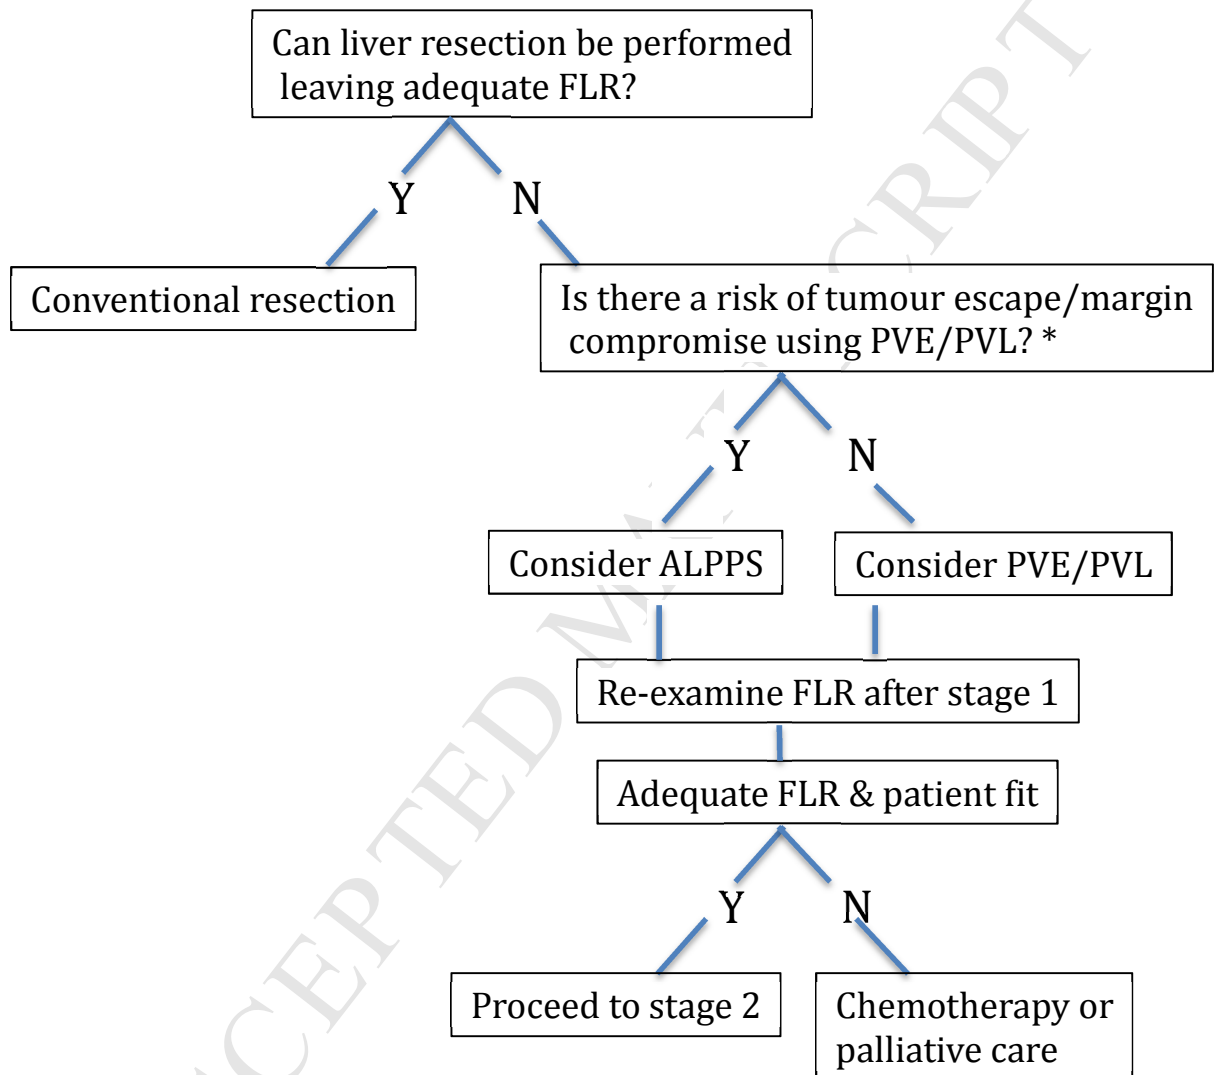 Can liver resection be performed
leaving adequate FLR?
Y
N
Conventional resection
Is there a risk of tumour escape/margin
compromise using PVE/PVL? *
Y
N
Consider ALPPS
Consider PVE/PVL
Re-examine FLR after stage 1
Adequate FLR & patient fit
Y
N
Proceed to stage 2
Chemotherapy or
palliative care